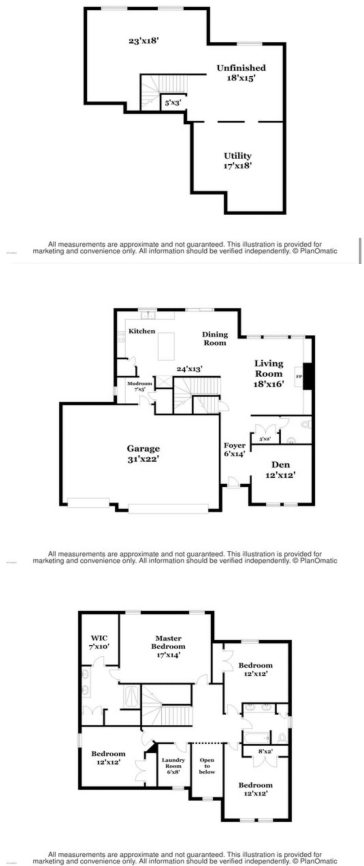 23'x18'
Unfinished
18'x15'
5'x3'
Utility
17'x18'
All measurements are approximate and not guaranteed. This illustration is provided for
marketing and convenience only. All information should be verified independently. © PlanOmatic
Kitchen
Dining
Room
24'x13'
Living
Room
18'x16'
Mudroom
7'x5'
Garage
31'x22'
Foyer
6'x14'
Den
12'x12'
All measurements are approximate and not guaranteed. This illustration is provided for
marketing and convenience only. All information should be verified independently. © PlanOmatic
WIC
7'x10'
Master
Bedroom
17'x14'
Bedroom
12'x12'
Bedroom
12'x12'
Laundry
Room
6'x8'
Open
to
below
8'x2'
Bedroom
12'x12'
All measurements are approximate and not guaranteed. This illustration is provided for
marketing and convenience only. All information should be verified independently. © PlanOmatic